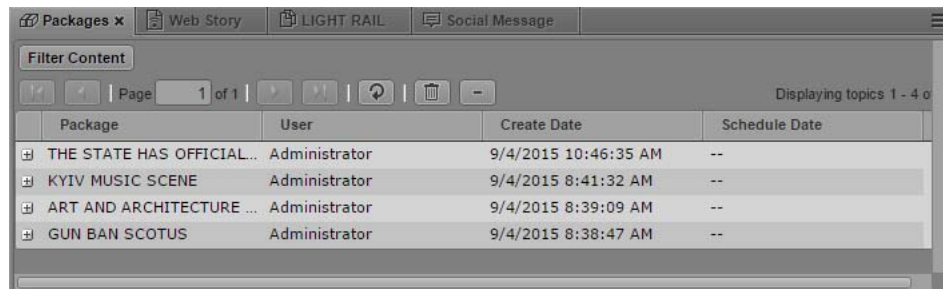 Packages x Web Story LIGHT RAIL Social Message
Filter Content
Page 1 of 1 Displaying topics 1 - 4 o
Package User Create Date Schedule Date
THE STATE HAS OFFICIAL... Administrator 9/4/2015 10:46:35 AM --
KYIV MUSIC SCENE Administrator 9/4/2015 8:41:32 AM --
ART AND ARCHITECTURE ... Administrator 9/4/2015 8:39:09 AM --
GUN BAN SCOTUS Administrator 9/4/2015 8:38:47 AM --